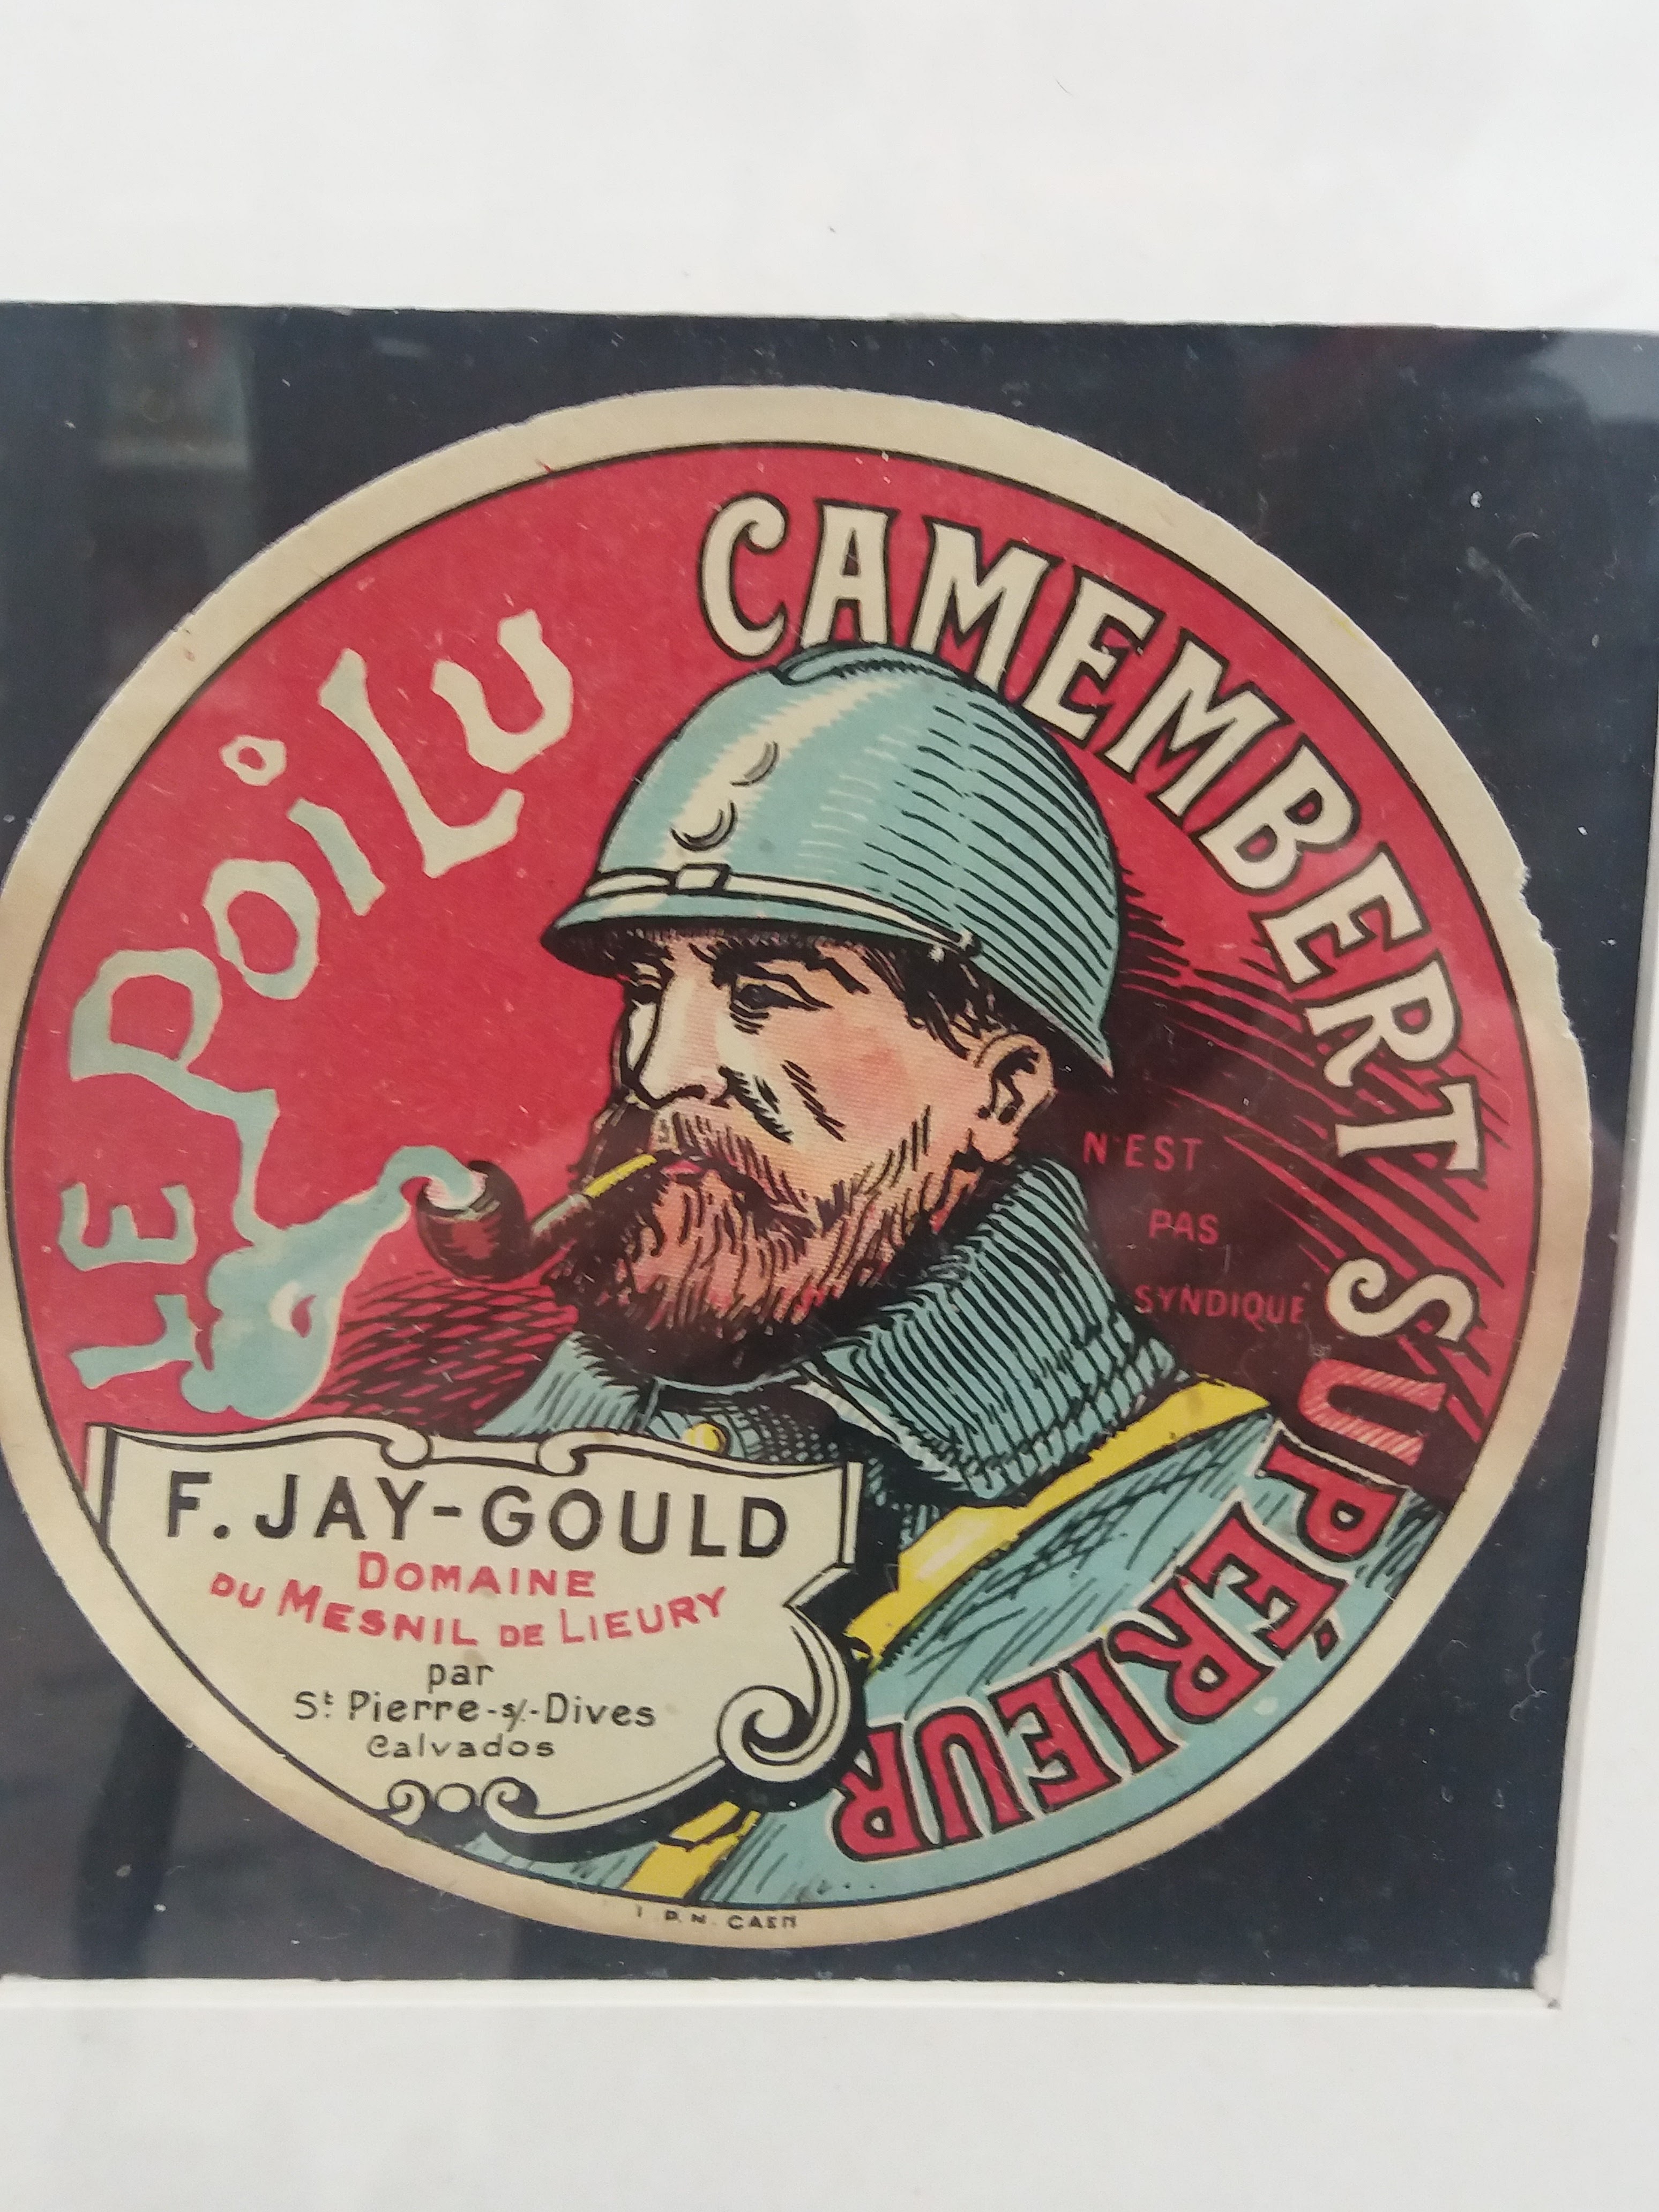 LE POILU
CAMEMBERT SUPÉRIEUR
N'EST
PAS
SYNDIQUÉ
F. JAY-GOULD
DOMAINE
DU MESNIL DE LIEURY
par
St Pierre-s/-Dives
Calvados
I.P.N. CAEN